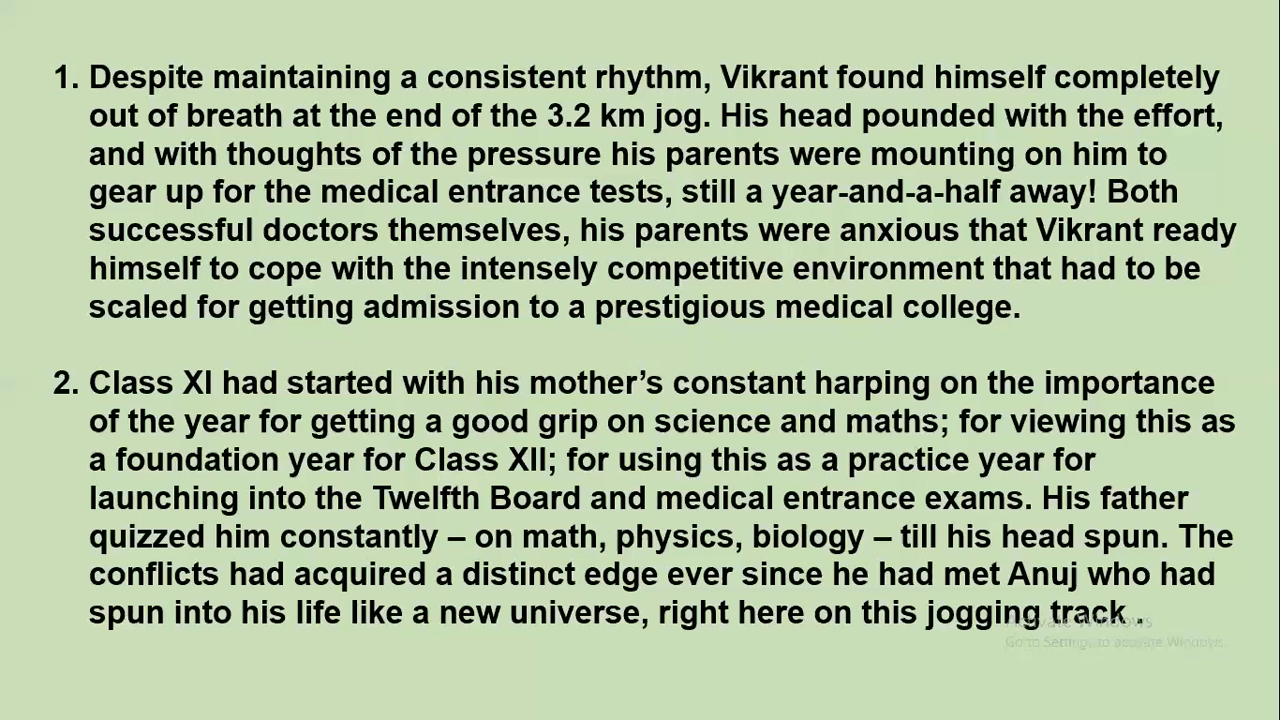 1. Despite maintaining a consistent rhythm, Vikrant found himself completely
out of breath at the end of the 3.2 km jog. His head pounded with the effort,
and with thoughts of the pressure his parents were mounting on him to
gear up for the medical entrance tests, still a year-and-a-half away! Both
successful doctors themselves, his parents were anxious that Vikrant ready
himself to cope with the intensely competitive environment that had to be
scaled for getting admission to a prestigious medical college.
2. Class XI had started with his mother’s constant harping on the importance
of the year for getting a good grip on science and maths; for viewing this as
a foundation year for Class XII; for using this as a practice year for
launching into the Twelfth Board and medical entrance exams. His father
quizzed him constantly – on math, physics, biology – till his head spun. The
conflicts had acquired a distinct edge ever since he had met Anuj who had
spun into his life like a new universe, right here on this jogging track .
Activate Windows
Go to Settings to activate Windows.